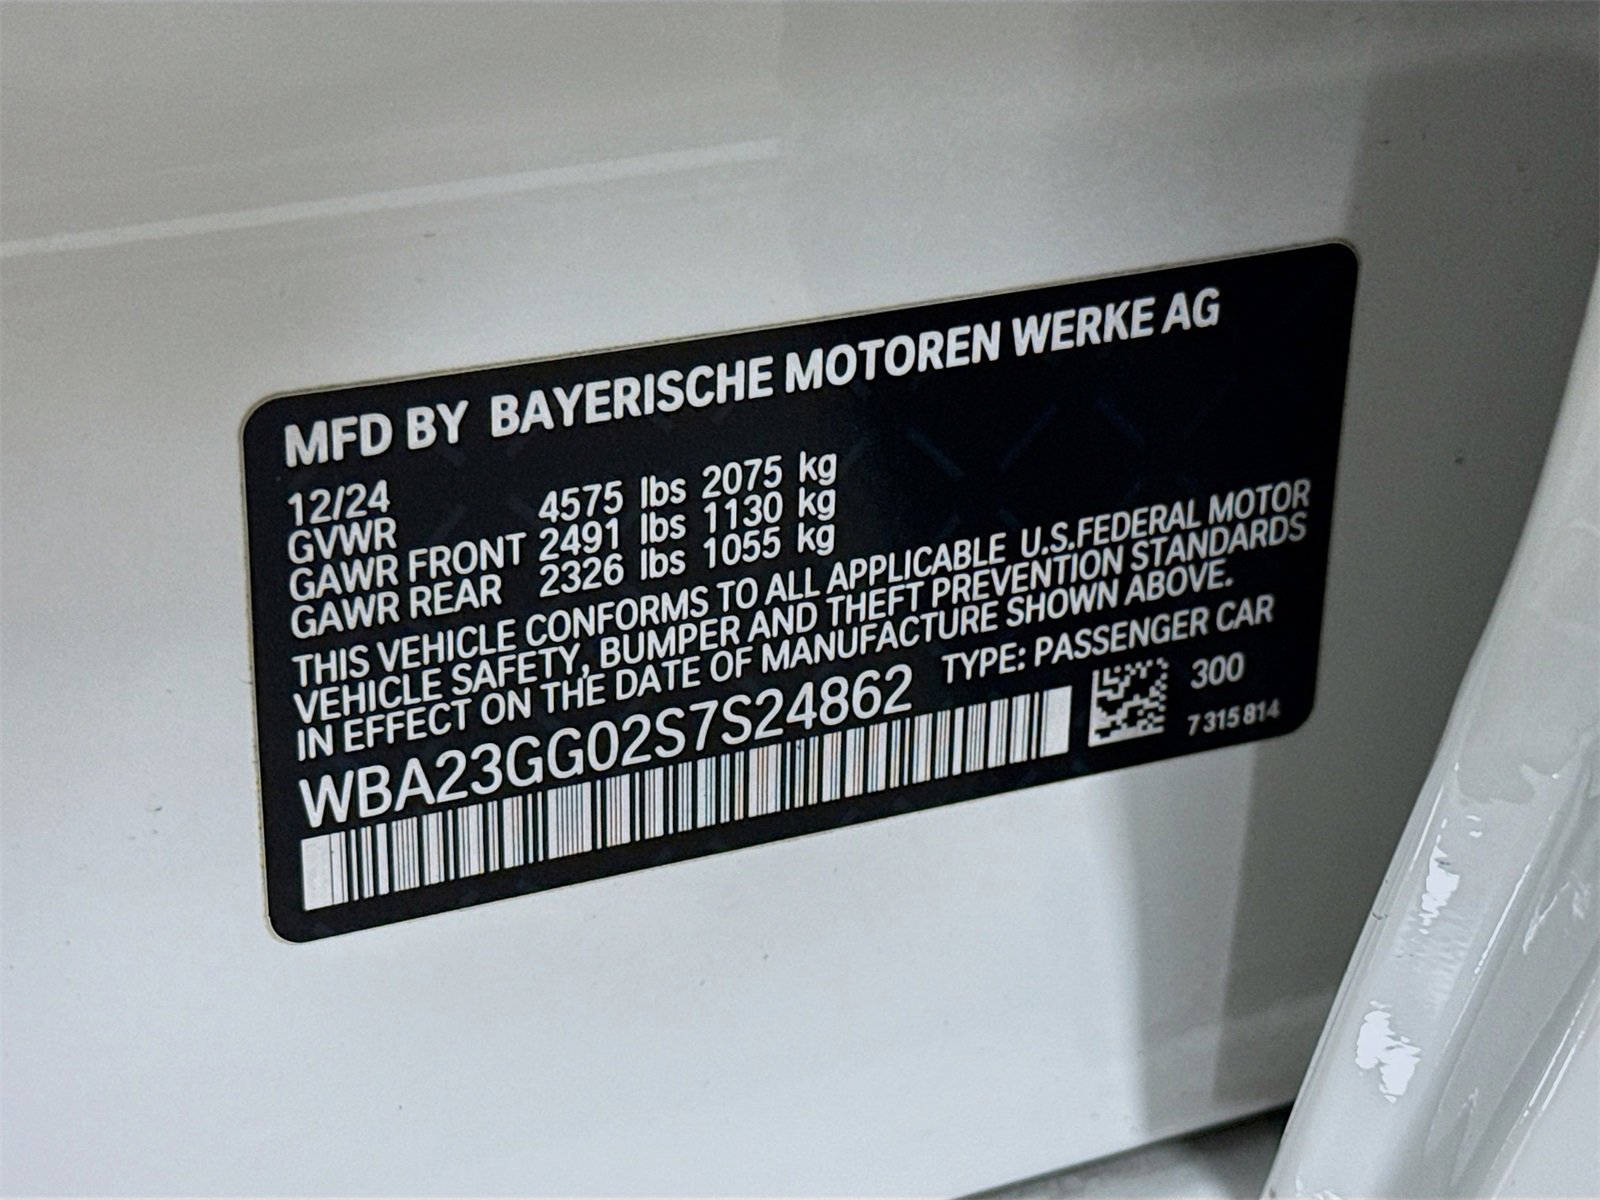 MFD BY BAYERISCHE MOTOREN WERKE AG
12/24
GVWR 4575 lbs 2075 kg
GAWR FRONT 2491 lbs 1130 kg
GAWR REAR 2326 lbs 1055 kg
THIS VEHICLE CONFORMS TO ALL APPLICABLE U.S.FEDERAL MOTOR
VEHICLE SAFETY, BUMPER AND THEFT PREVENTION STANDARDS
IN EFFECT ON THE DATE OF MANUFACTURE SHOWN ABOVE.
WBA23GG02S7S24862 TYPE: PASSENGER CAR
300
7 315 814